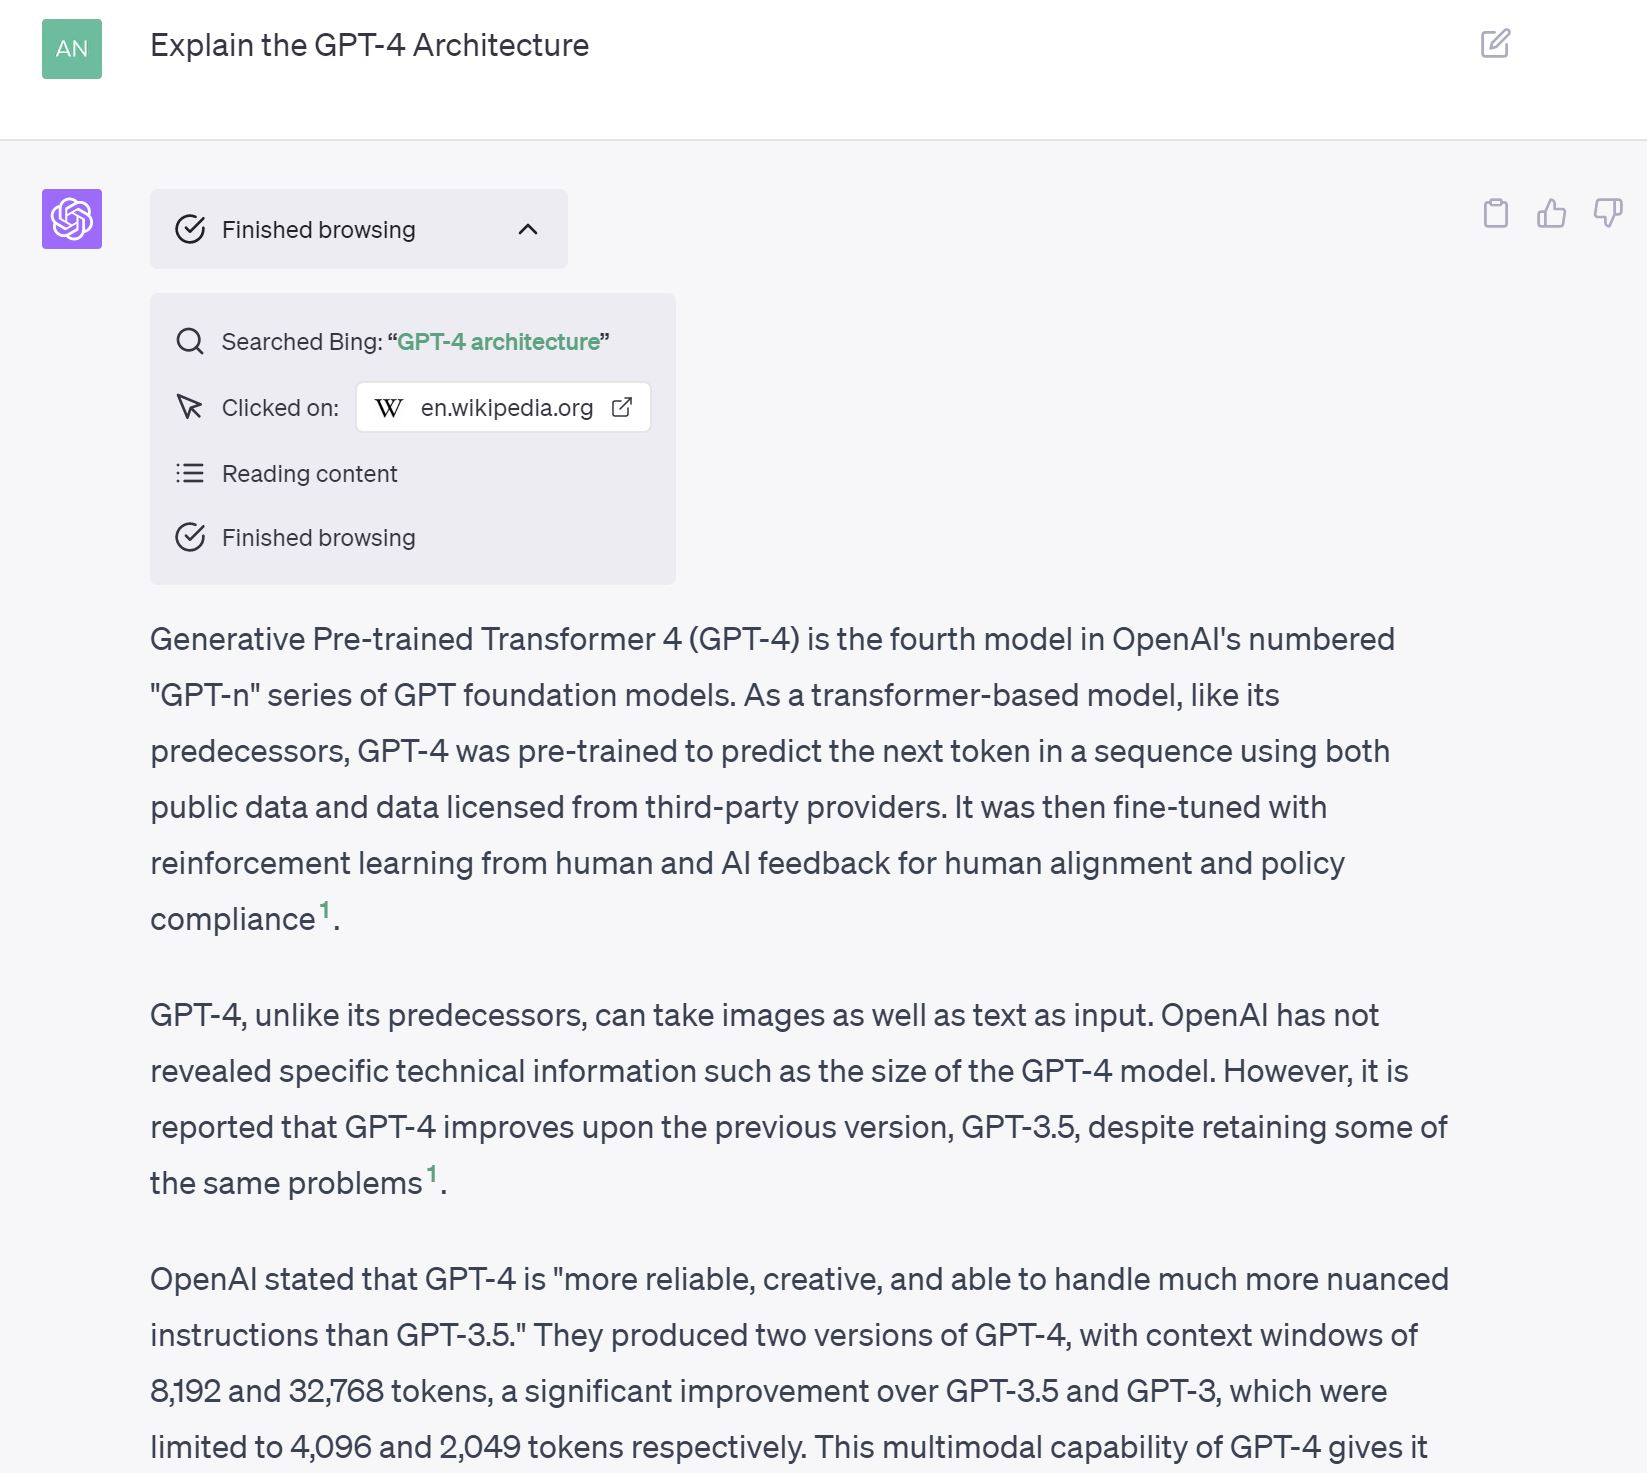 AN
Explain the GPT-4 Architecture
Finished browsing
Searched Bing: “GPT-4 architecture”
Clicked on: W en.wikipedia.org
Reading content
Finished browsing
Generative Pre-trained Transformer 4 (GPT-4) is the fourth model in OpenAI's numbered
"GPT-n" series of GPT foundation models. As a transformer-based model, like its
predecessors, GPT-4 was pre-trained to predict the next token in a sequence using both
public data and data licensed from third-party providers. It was then fine-tuned with
reinforcement learning from human and AI feedback for human alignment and policy
compliance 1.
GPT-4, unlike its predecessors, can take images as well as text as input. OpenAI has not
revealed specific technical information such as the size of the GPT-4 model. However, it is
reported that GPT-4 improves upon the previous version, GPT-3.5, despite retaining some of
the same problems 1.
OpenAI stated that GPT-4 is "more reliable, creative, and able to handle much more nuanced
instructions than GPT-3.5." They produced two versions of GPT-4, with context windows of
8,192 and 32,768 tokens, a significant improvement over GPT-3.5 and GPT-3, which were
limited to 4,096 and 2,049 tokens respectively. This multimodal capability of GPT-4 gives it